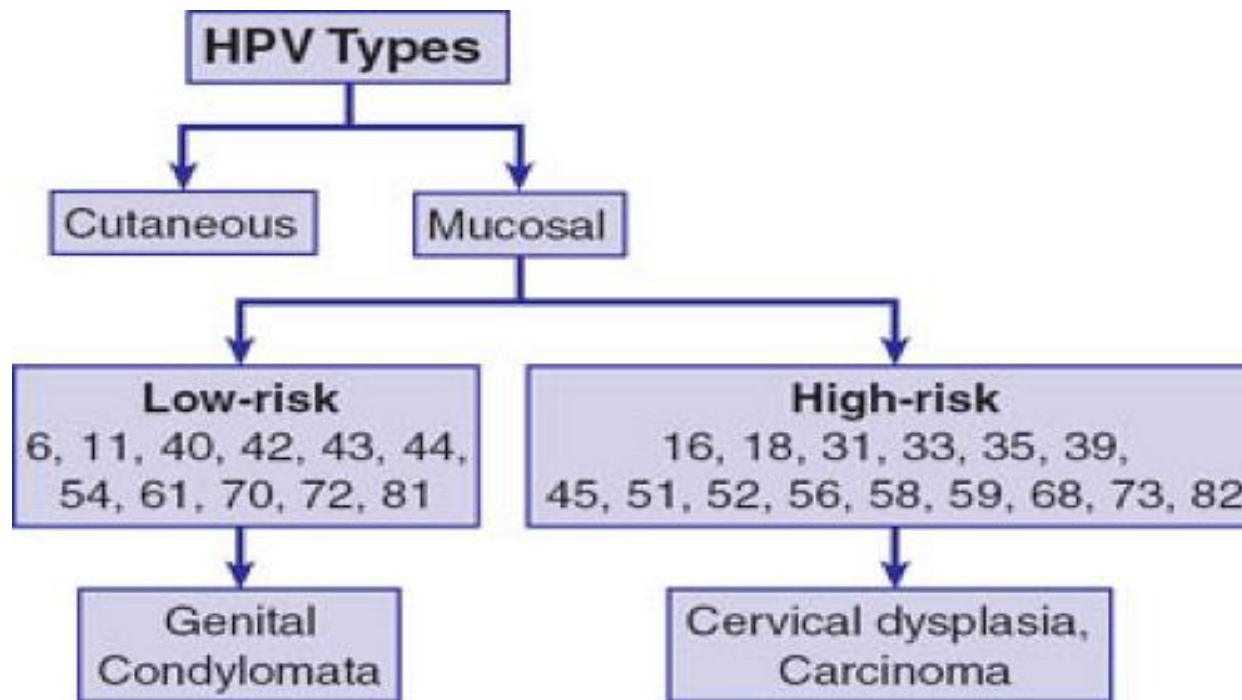 HPV Types
Cutaneous
Mucosal
Low-risk
6, 11, 40, 42, 43, 44,
54, 61, 70, 72, 81
High-risk
16, 18, 31, 33, 35, 39,
45, 51, 52, 56, 58, 59, 68, 73, 82
Genital
Condylomata
Cervical dysplasia,
Carcinoma